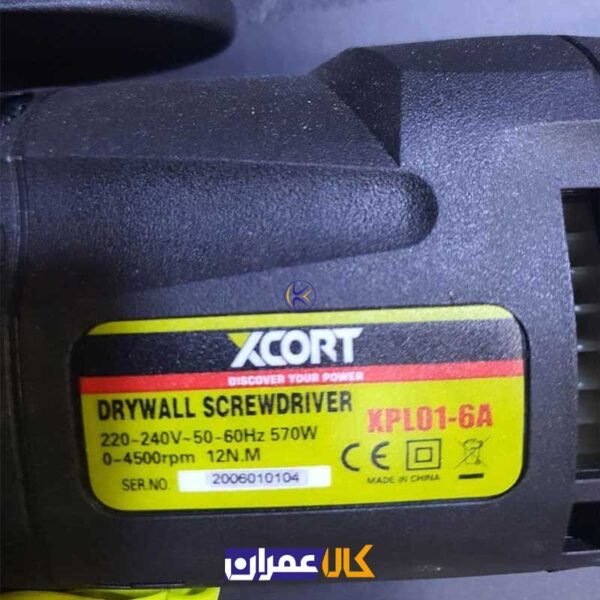 XCORT
DISCOVER YOUR POWER
DRYWALL SCREWDRIVER
XPL01-6A
220-240V~50-60Hz 570W
0-4500rpm 12N.M
CE
MADE IN CHINA
SER.NO. 2006010104
کالا عمران